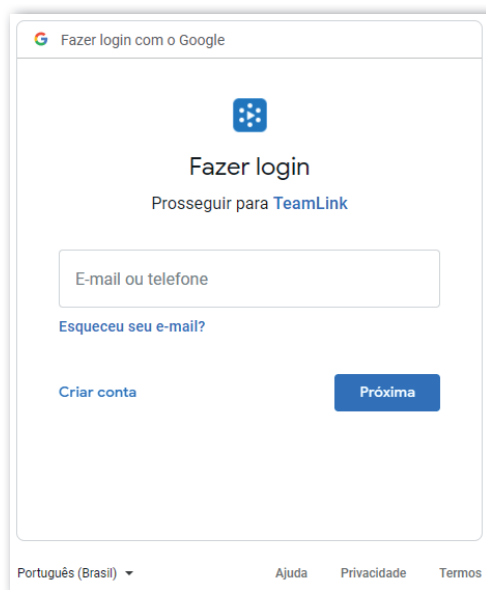 Fazer login com o Google
Fazer login
Prosseguir para TeamLink
E-mail ou telefone
Esqueceu seu e-mail?
Criar conta
Próxima
Português (Brasil)
Ajuda
Privacidade
Termos